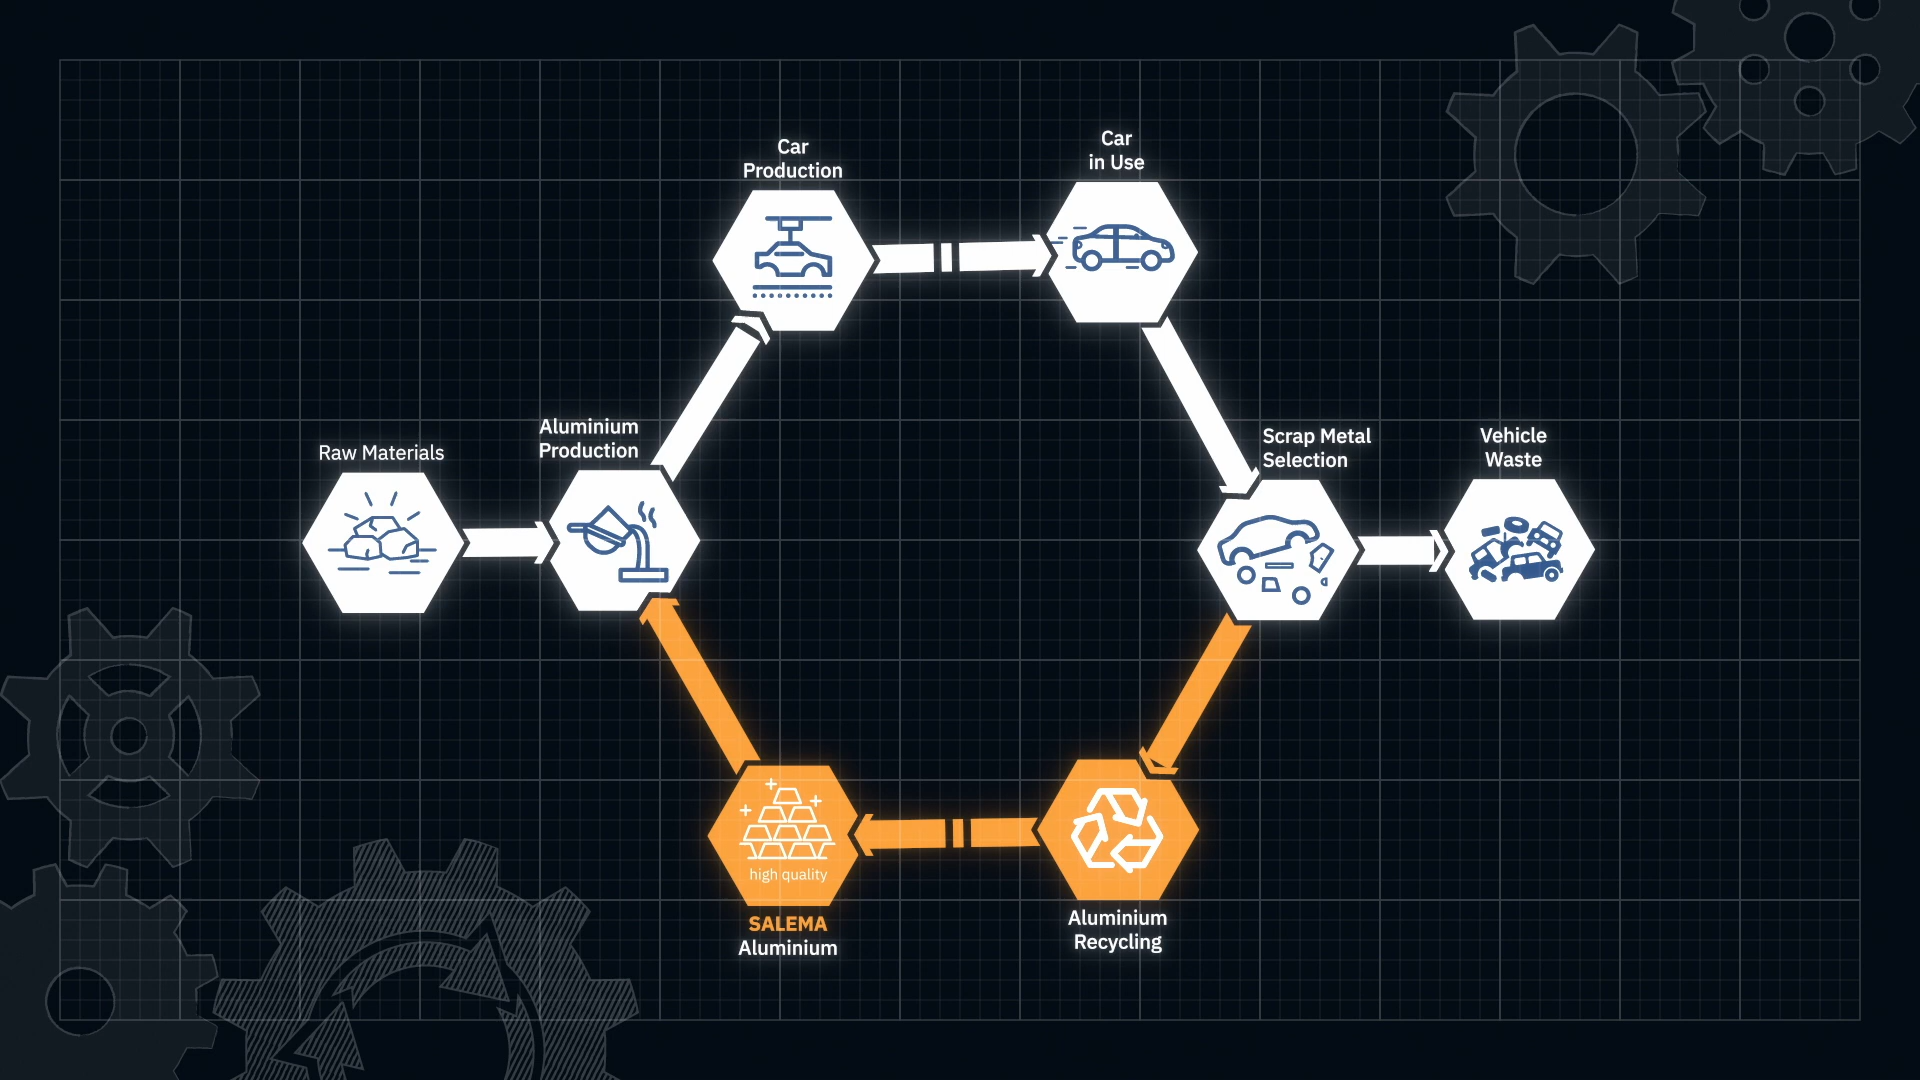 Car
Production
Car
in Use
Raw Materials
Aluminium
Production
Scrap Metal
Selection
Vehicle
Waste
high quality
SALEMA
Aluminium
Aluminium
Recycling